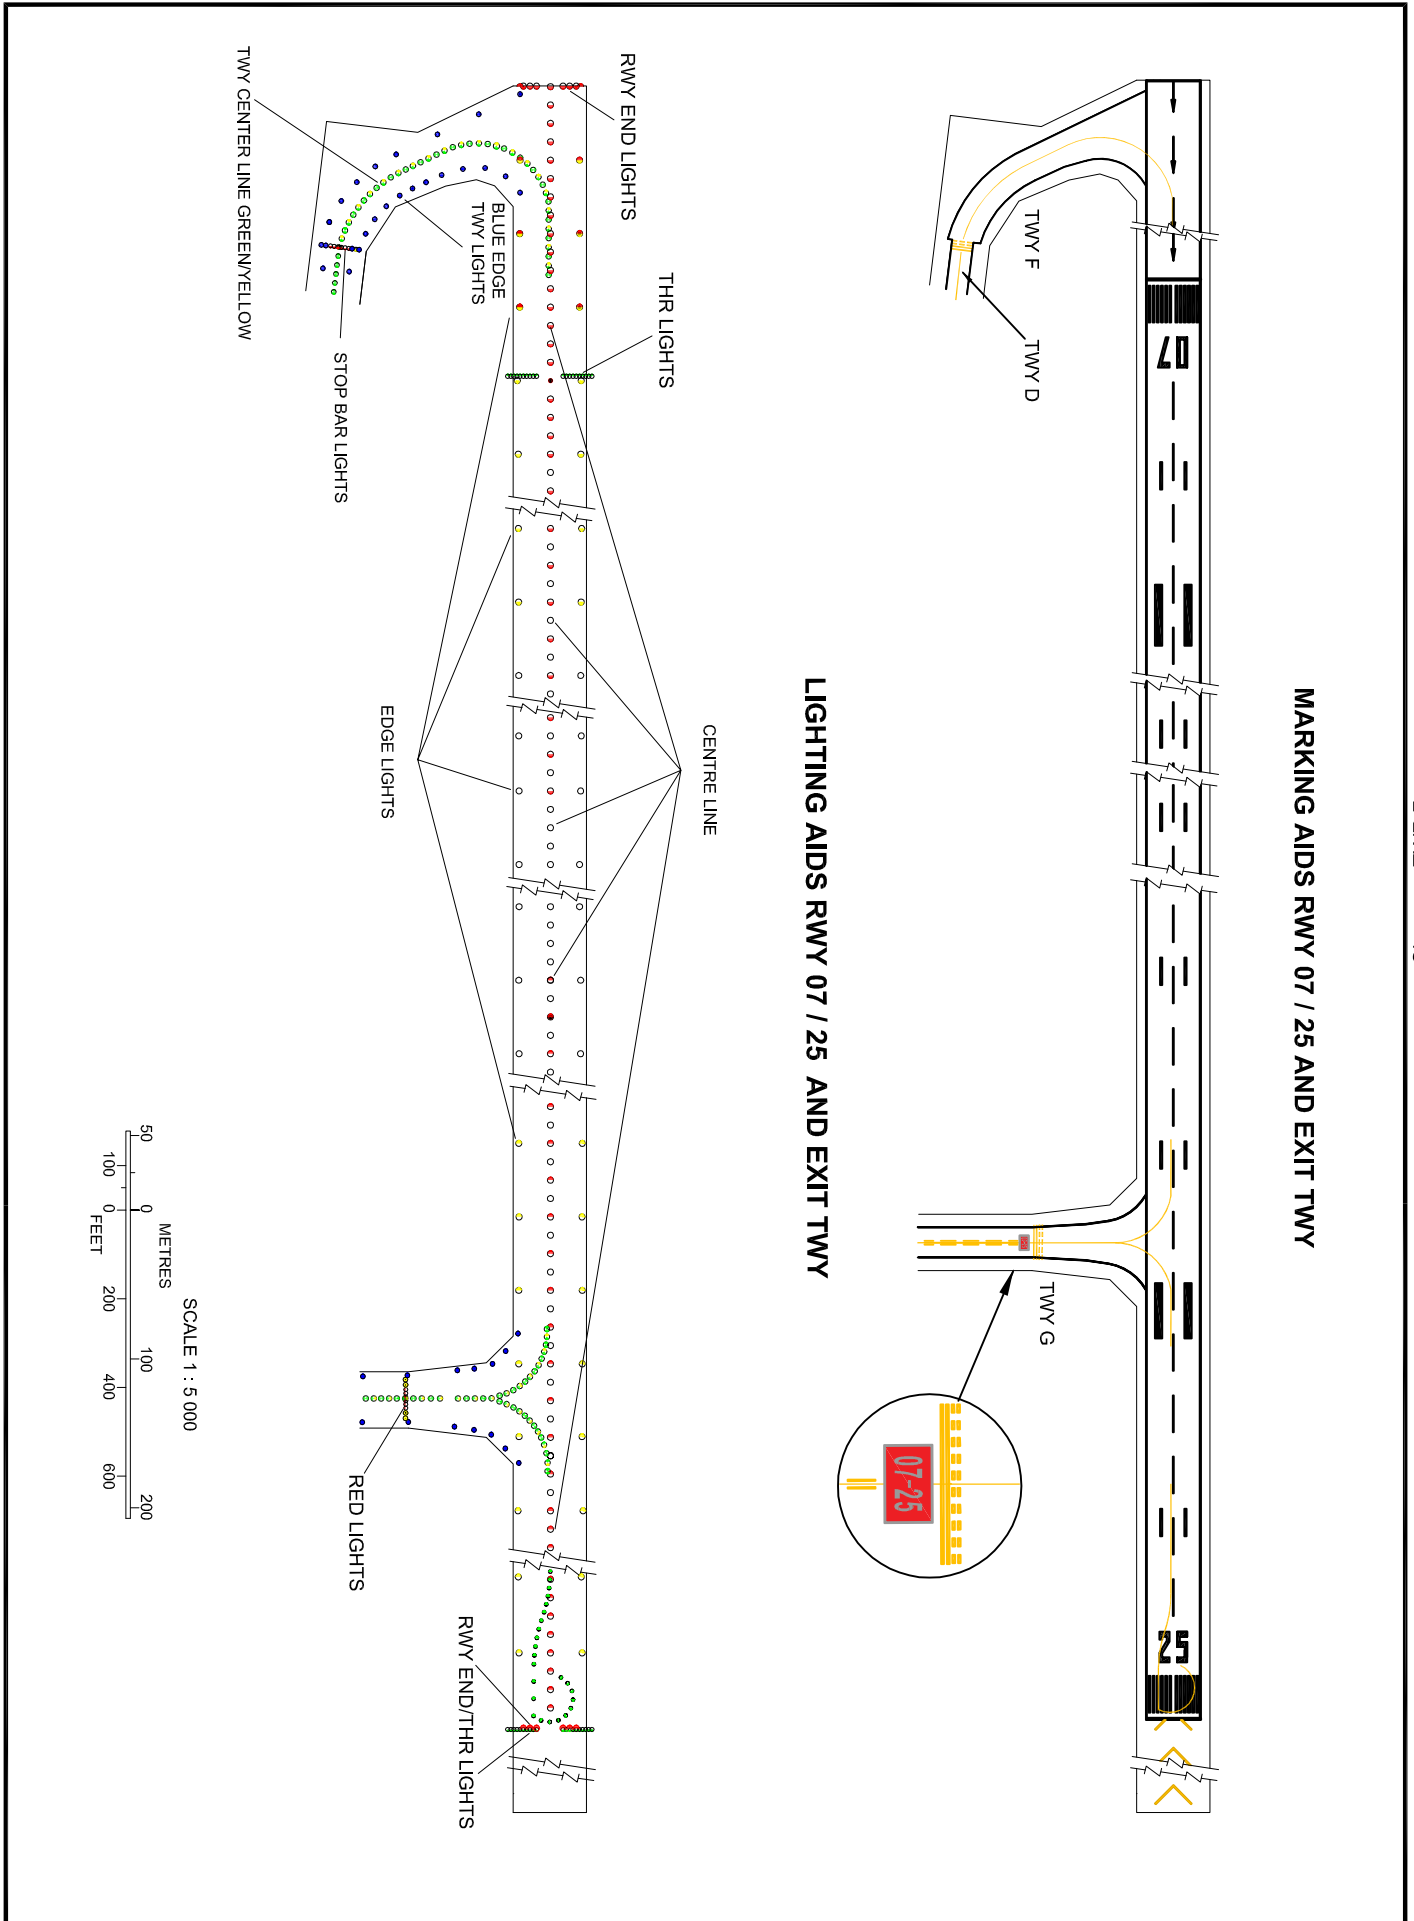 MARKING AIDS RWY 07 / 25 AND EXIT TWY
07
25
TWY F
TWY D
TWY G
07-25
LIGHTING AIDS RWY 07 / 25 AND EXIT TWY
CENTRE LINE
RWY END LIGHTS
THR LIGHTS
BLUE EDGE
TWY LIGHTS
TWY CENTER LINE GREEN/YELLOW
STOP BAR LIGHTS
EDGE LIGHTS
RED LIGHTS
RWY END/THR LIGHTS
SCALE 1 : 5 000
METRES
50 0 100 200
100 0 200 400 600
FEET